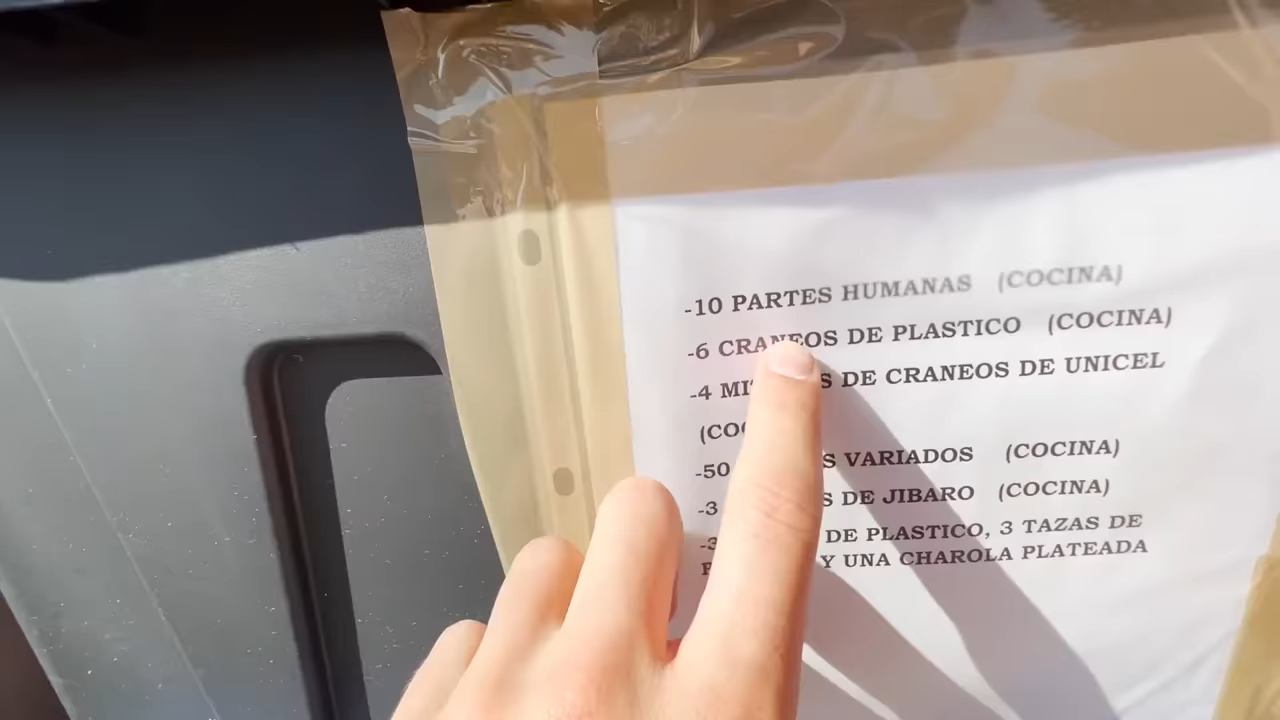 -10 PARTES HUMANAS (COCINA)
-6 CRANEOS DE PLASTICO (COCINA)
-4 DE CRANEOS DE UNICEL
-50 VARIADOS (COCINA)
-3 DE JIBARO (COCINA)
DE PLASTICO, 3 TAZAS DE
Y UNA CHAROLA PLATEADA